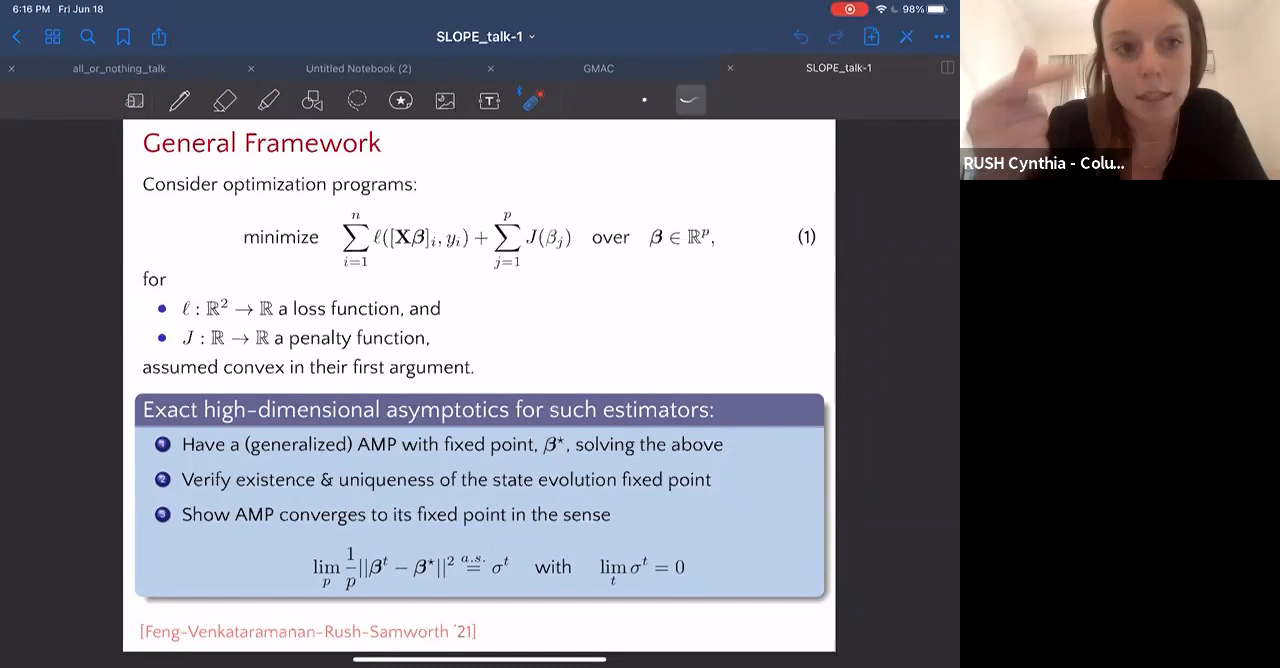 6:16 PM Fri Jun 18
98%
SLOPE_talk-1
all_or_nothing_talk
Untitled Notebook (2)
GMAC
SLOPE_talk-1
General Framework
Consider optimization programs:
minimize ∑_{i=1}^{n} ℓ([Xβ]_i, y_i) + ∑_{j=1}^{p} J(β_j) over β ∈ ℝ^p, (1)
for
• ℓ : ℝ² → ℝ a loss function, and
• J : ℝ → ℝ a penalty function,
assumed convex in their first argument.
Exact high-dimensional asymptotics for such estimators:
1 Have a (generalized) AMP with fixed point, β*, solving the above
2 Verify existence & uniqueness of the state evolution fixed point
3 Show AMP converges to its fixed point in the sense
lim_p 1/p ||β^t − β*||² a.s.= σ^t with lim_t σ^t = 0
[Feng-Venkataramanan-Rush-Samworth '21]
RUSH Cynthia - Colu...